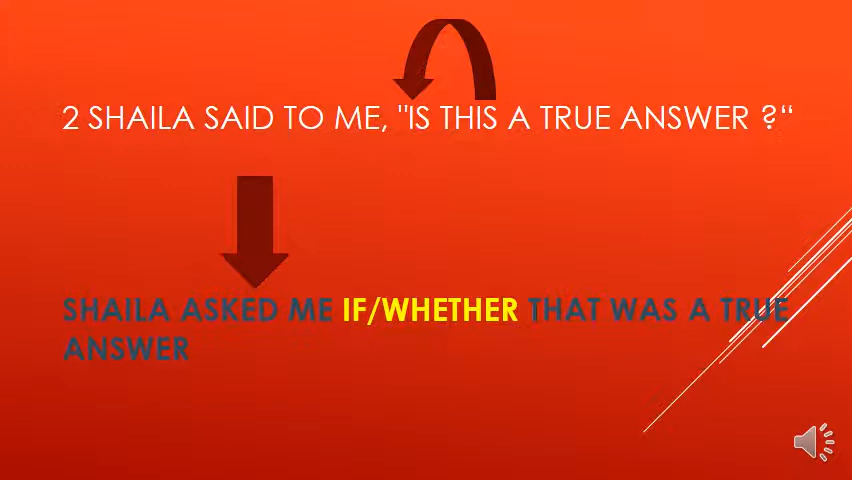 2 SHAILA SAID TO ME, "IS THIS A TRUE ANSWER ?“
SHAILA ASKED ME IF/WHETHER THAT WAS A TRUE
ANSWER